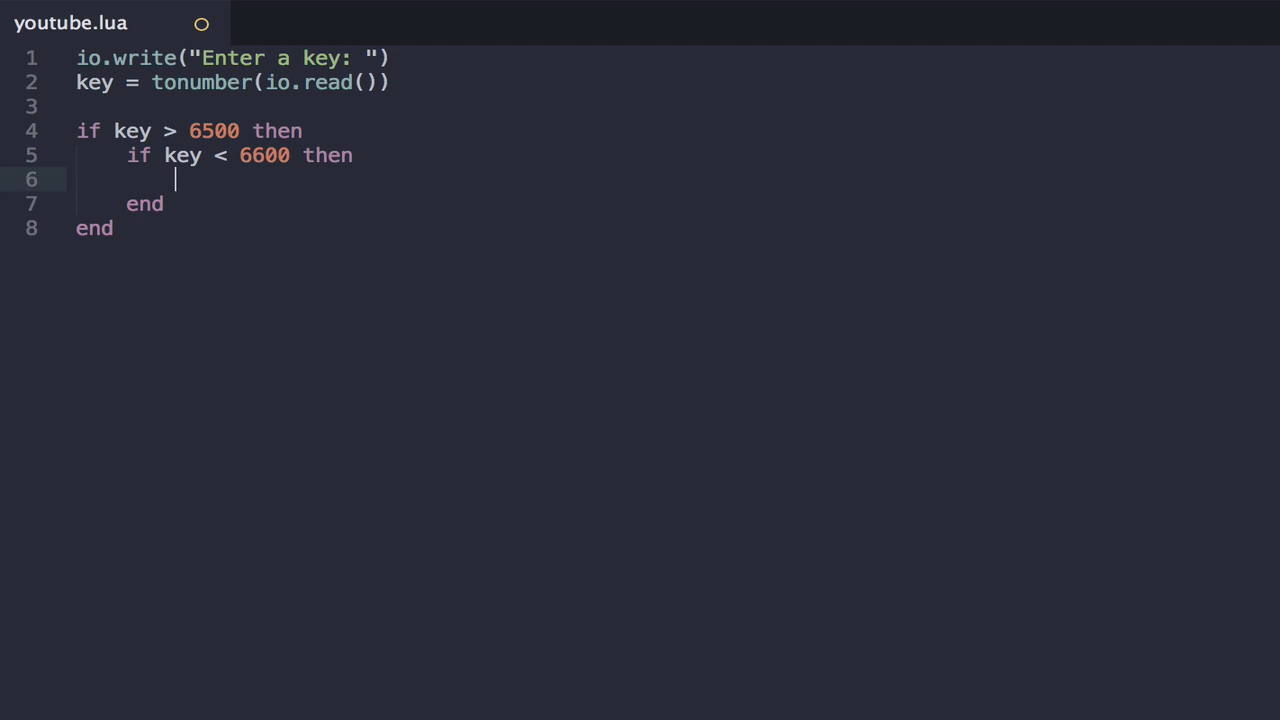 youtube.lua
1 io.write("Enter a key: ")
2 key = tonumber(io.read())
3
4 if key > 6500 then
5     if key < 6600 then
6
7     end
8 end